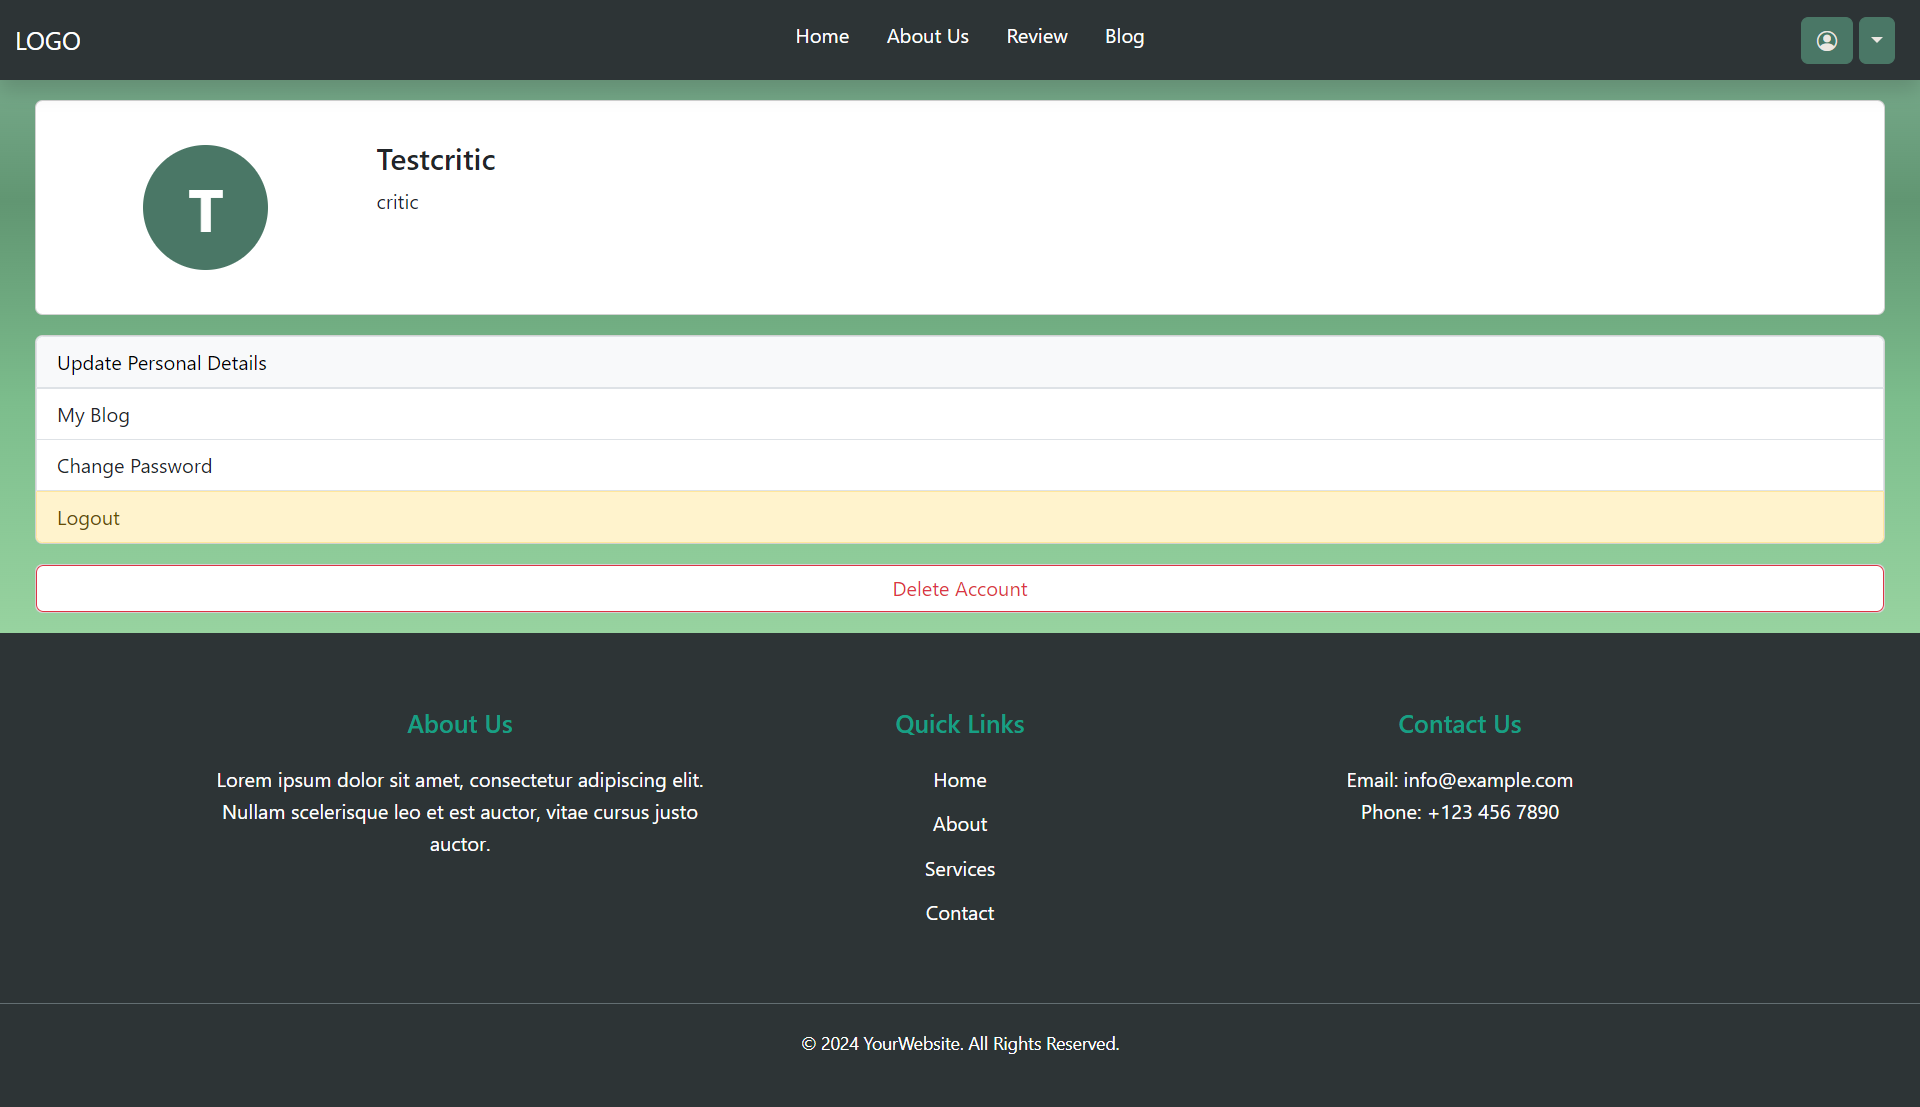 LOGO
Home
About Us
Review
Blog
T
Testcritic
critic
Update Personal Details
My Blog
Change Password
Logout
Delete Account
About Us
Lorem ipsum dolor sit amet, consectetur adipiscing elit.
Nullam scelerisque leo et est auctor, vitae cursus justo
auctor.
Quick Links
Home
About
Services
Contact
Contact Us
Email: info@example.com
Phone: +123 456 7890
© 2024 YourWebsite. All Rights Reserved.